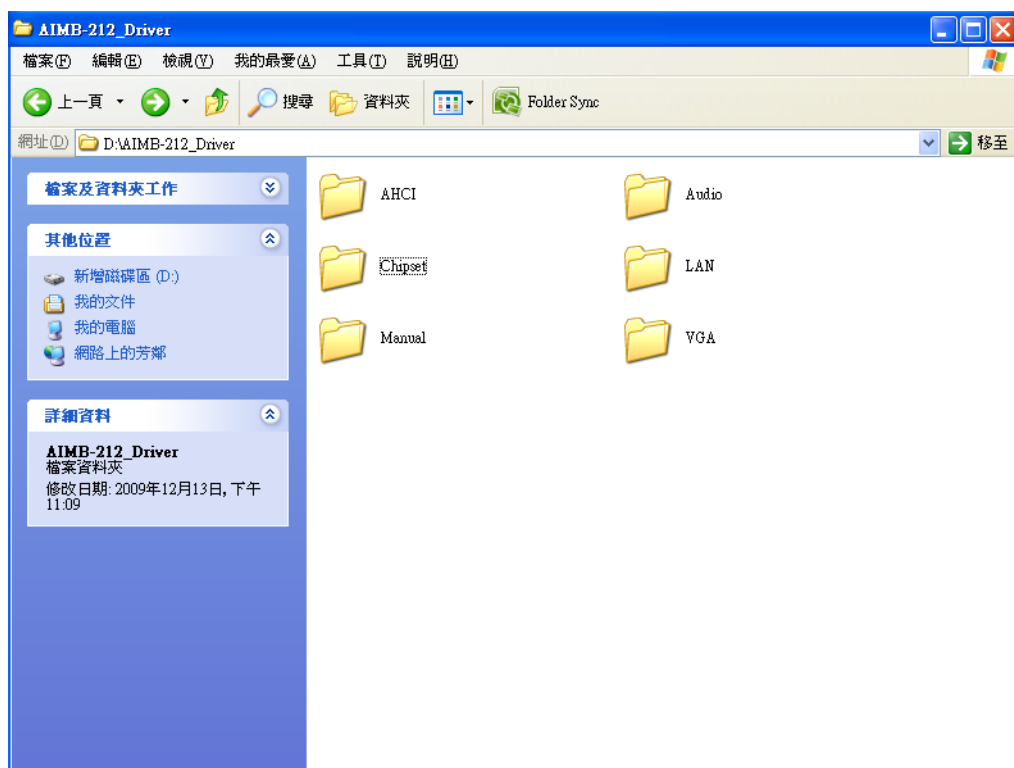 AIMB-212_Driver
檔案(F) 編輯(E) 檢視(V) 我的最愛(A) 工具(T) 說明(H)
上一頁 搜尋 資料夾 Folder Sync
網址(D) D:\AIMB-212_Driver 移至
檔案及資料夾工作
其他位置
新增磁碟區 (D:)
我的文件
我的電腦
網路上的芳鄰
詳細資料
AIMB-212_Driver
檔案資料夾
修改日期: 2009年12月13日, 下午
11:09
AHCI Audio
Chipset LAN
Manual VGA